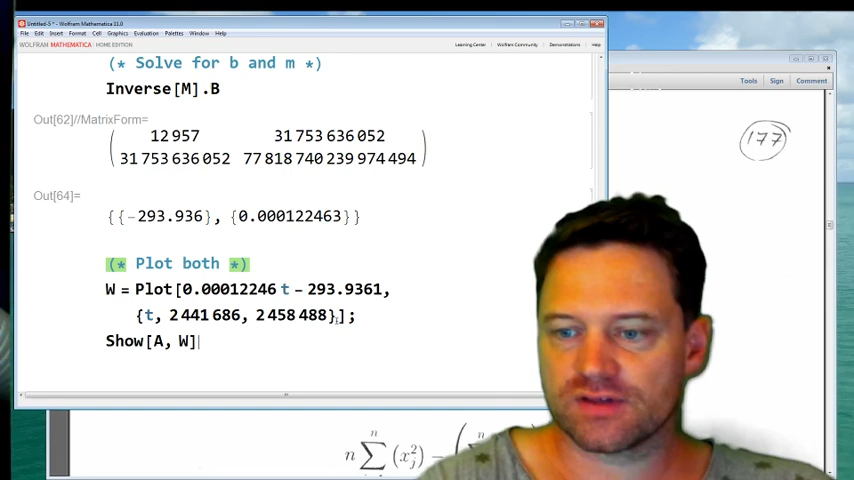 Untitled-5 * - Wolfram Mathematica 11.0
File Edit Insert Format Cell Graphics Evaluation Palettes Window Help
WOLFRAM MATHEMATICA | HOME EDITION
Learning Center | Wolfram Community | Demonstrations | Help
(* Solve for b and m *)
Inverse[M].B
Out[62]//MatrixForm=
( 12 957 31 753 636 052
31 753 636 052 77 818 740 239 974 494 )
Out[64]=
{{-293.936}, {0.000122463}}
(* Plot both *)
W = Plot[0.00012246 t - 293.9361,
{t, 2 441 686, 2 458 488}];
Show[A, W]
Tools Sign Comment
177
n ∑ n (x_j^2) - ( n